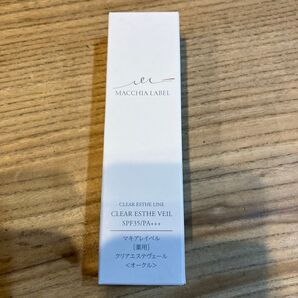 MACCHIA LABEL
CLEAR ESTHE LINE
CLEAR ESTHE VEIL
SPF35/PA+++
マキアレイベル
[薬用]
クリアエステヴェール
<オークル>